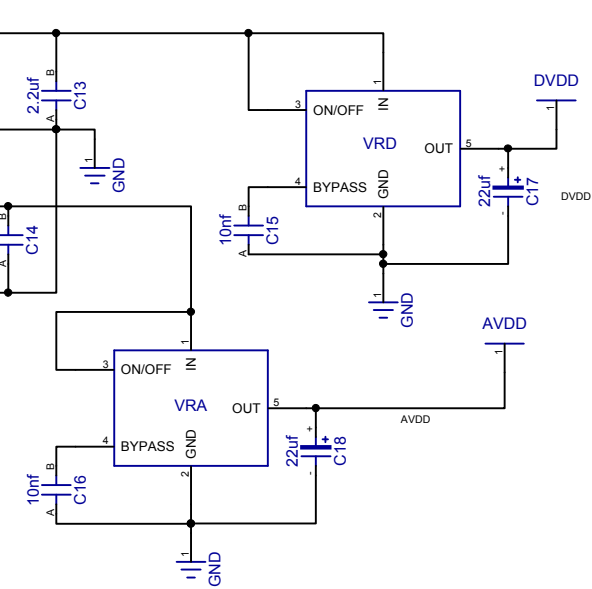 B
2.2uf
C13
A
1
GND
B
C14
A
1
IN
3
ON/OFF
VRD
OUT
5
4
BYPASS
GND
2
DVDD
1
+
+
22uf
C17
-
DVDD
B
10nf
C15
A
1
GND
AVDD
1
1
IN
3
ON/OFF
VRA
OUT
5
AVDD
4
BYPASS
GND
2
+
+
22uf
C18
-
B
10nf
C16
A
1
GND